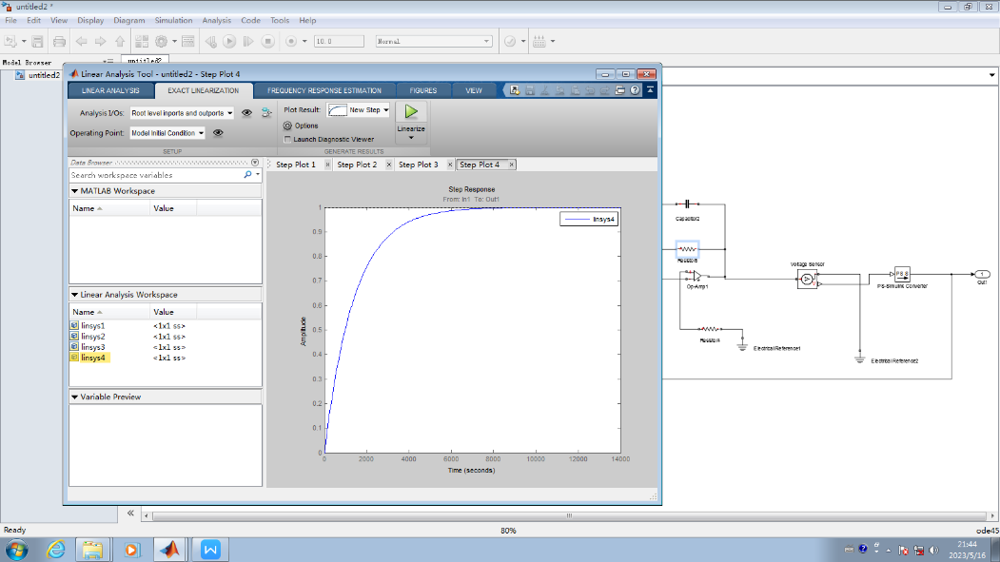 untitled2 *
File Edit View Display Diagram Simulation Analysis Code Tools Help
10.0 Normal
Model Browser
untitled2
untitled2
Linear Analysis Tool - untitled2 - Step Plot 4
LINEAR ANALYSIS EXACT LINEARIZATION FREQUENCY RESPONSE ESTIMATION FIGURES VIEW
Analysis I/Os: Root level inports and outports
Operating Point: Model Initial Condition
SETUP
Plot Result: New Step
Options
Launch Diagnostic Viewer
Linearize
GENERATE RESULTS
Data Browser
Search workspace variables
MATLAB Workspace
Name Value
Linear Analysis Workspace
Name Value
linsys1 <1x1 ss>
linsys2 <1x1 ss>
linsys3 <1x1 ss>
linsys4 <1x1 ss>
Variable Preview
Step Plot 1 Step Plot 2 Step Plot 3 Step Plot 4
Step Response
From: In1 To: Out1
linsys4
Amplitude
1
0.9
0.8
0.7
0.6
0.5
0.4
0.3
0.2
0.1
0
0 2000 4000 6000 8000 10000 12000 14000
Time (seconds)
Capacitor2
Resistor5
Op-Amp1
Resistor4
Electrical Reference1
Voltage Sensor
V
PS S
PS-Simulink Converter
1
Out1
Electrical Reference2
Ready
80%
ode45
21:44
2023/5/16